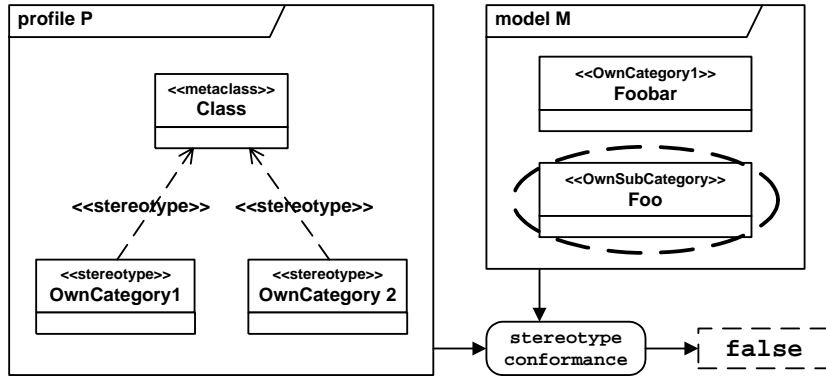 profile P
<<metaclass>>
Class
<<stereotype>>
<<stereotype>>
<<stereotype>>
OwnCategory1
<<stereotype>>
OwnCategory 2
model M
<<OwnCategory1>>
Foobar
<<OwnSubCategory>>
Foo
stereotype
conformance
false